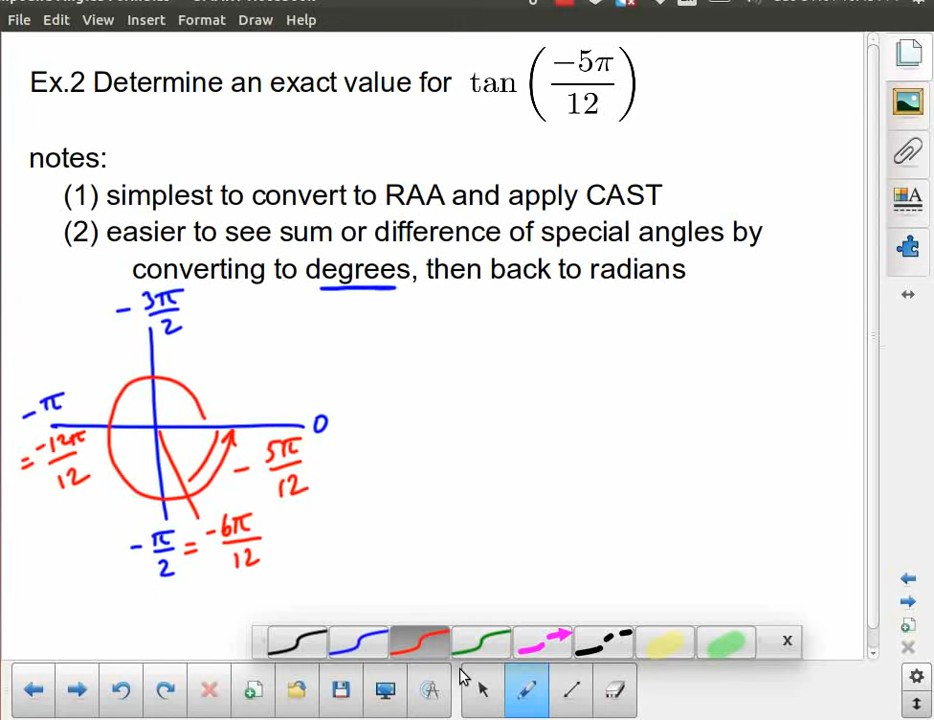 File Edit View Insert Format Draw Help
Ex.2 Determine an exact value for tan(−5π/12)
notes:
(1) simplest to convert to RAA and apply CAST
(2) easier to see sum or difference of special angles by
converting to degrees, then back to radians
- 3π/2
- π
0
= -12π/12
- 5π/12
- π/2 = -6π/12
x